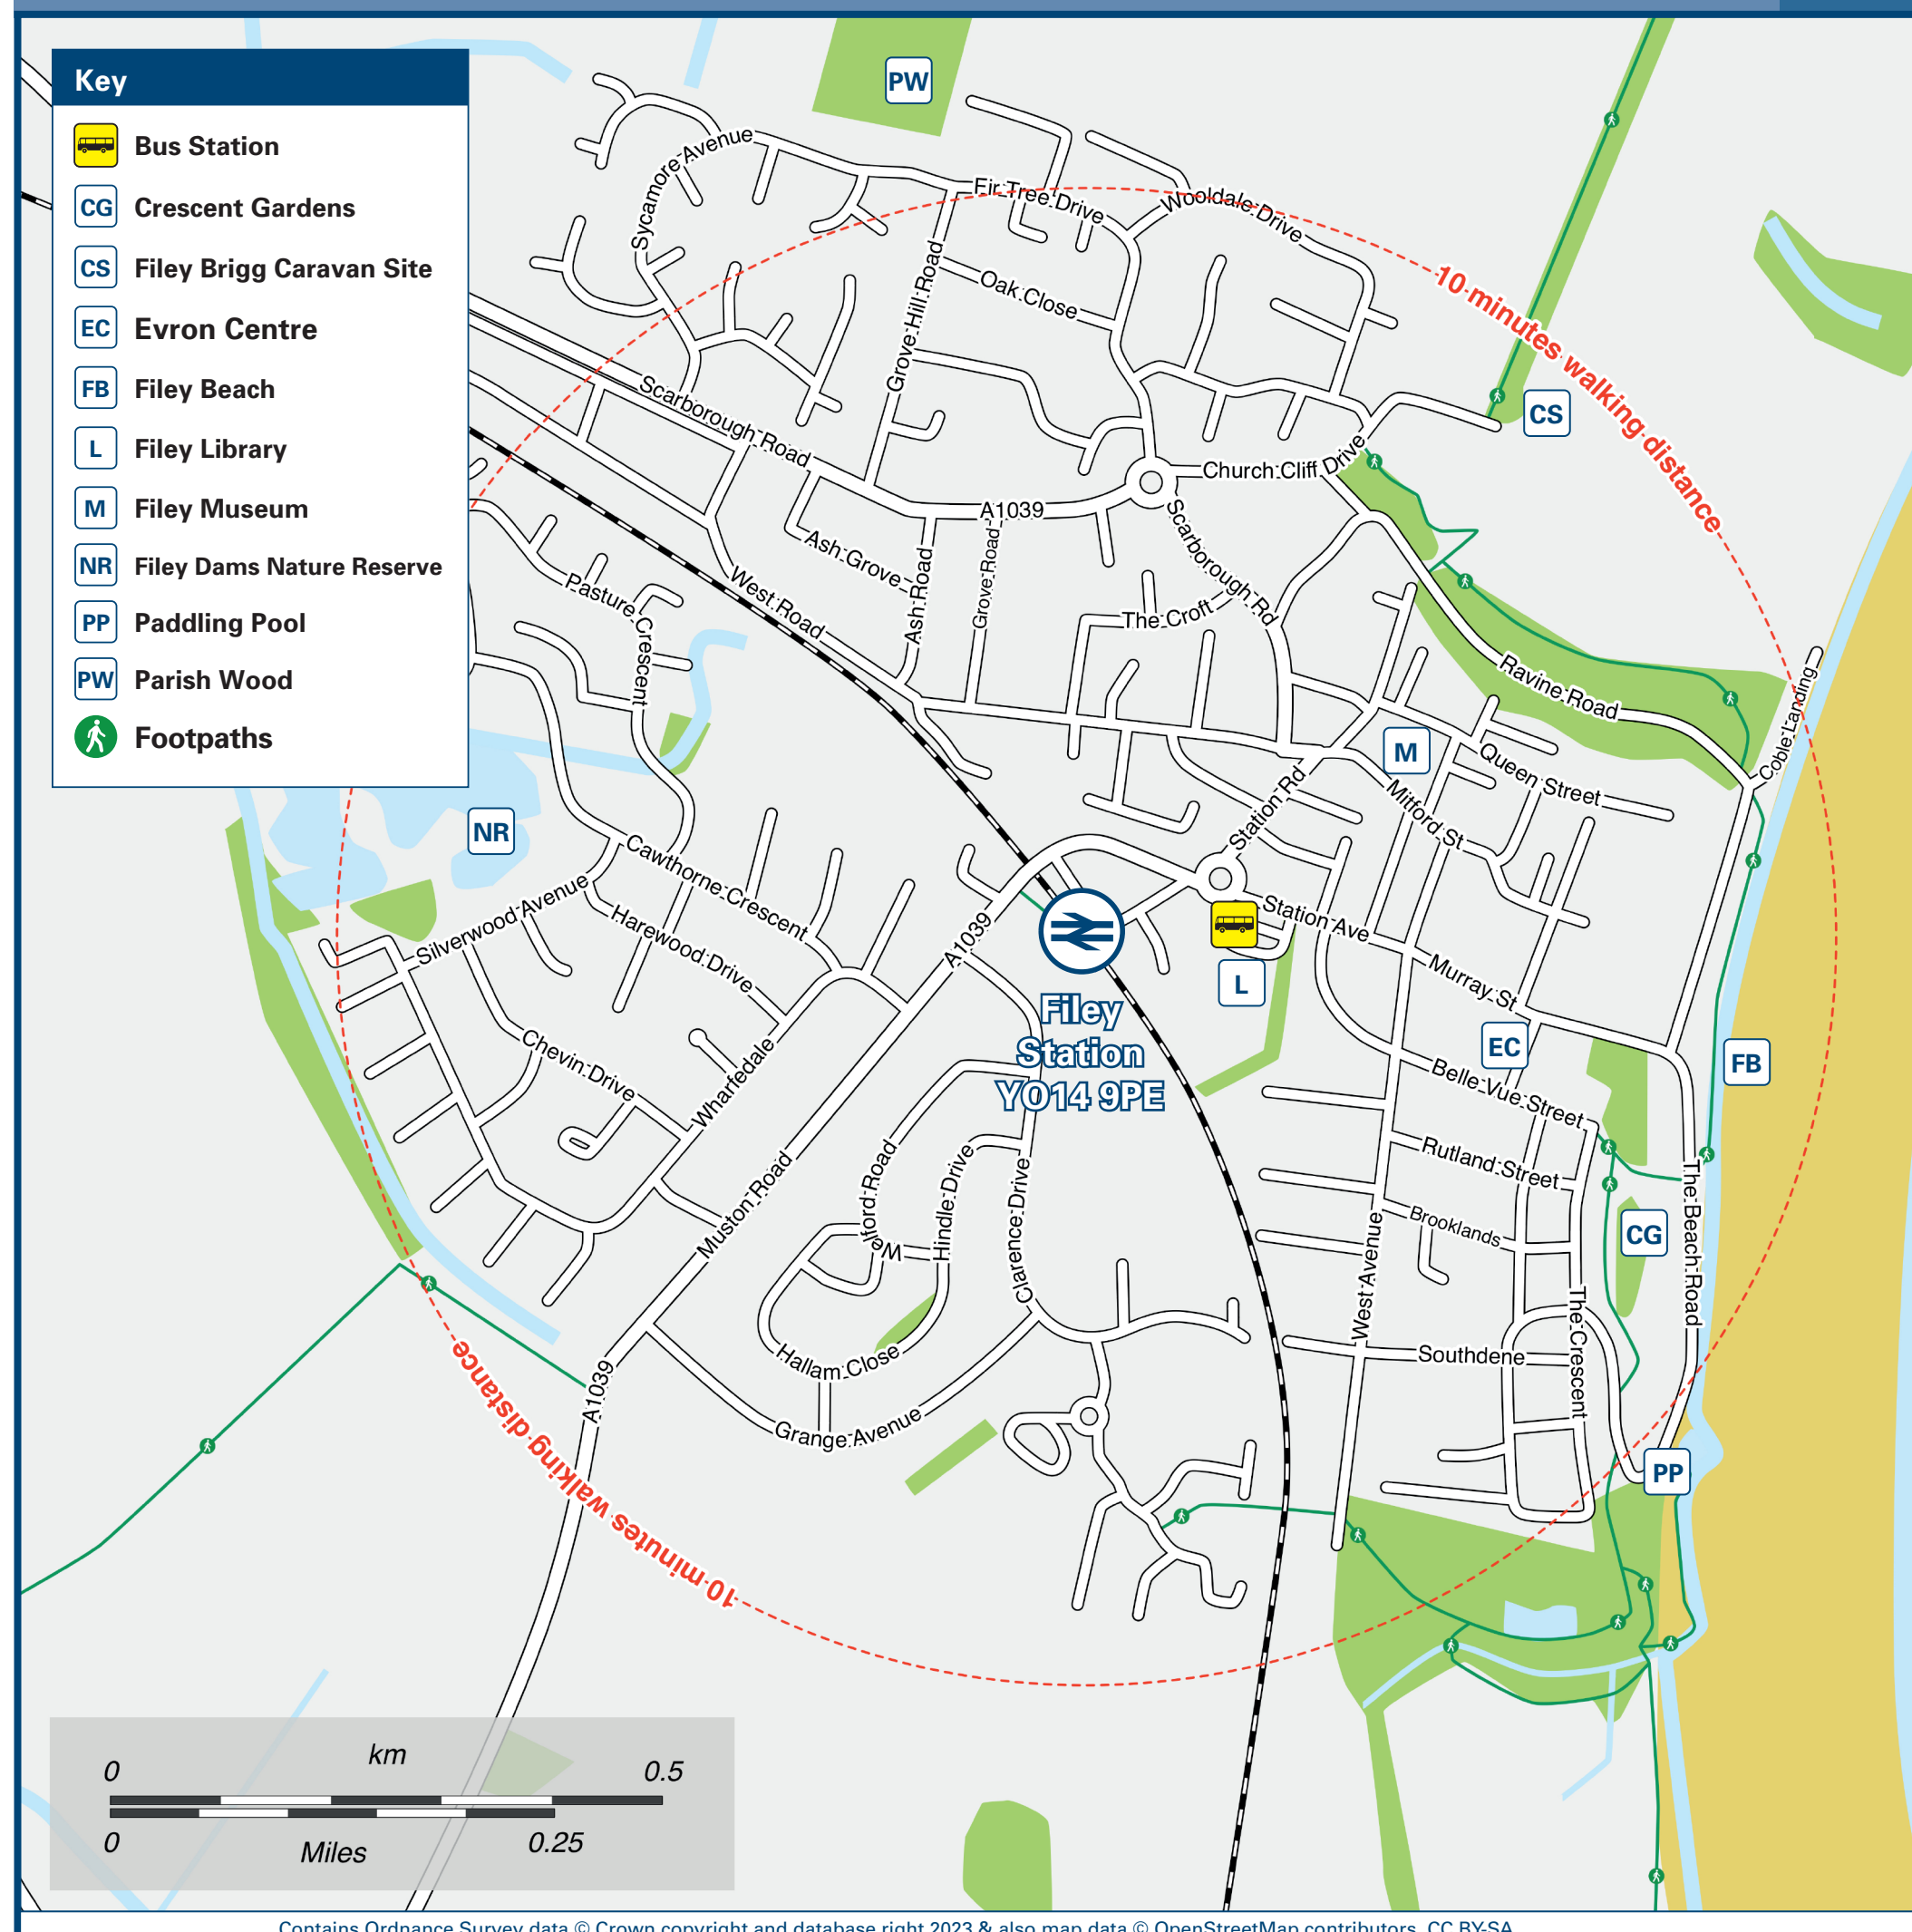 Key
Bus Station
CG Crescent Gardens
CS Filey Brigg Caravan Site
EC Evron Centre
FB Filey Beach
L Filey Library
M Filey Museum
NR Filey Dams Nature Reserve
PP Paddling Pool
PW Parish Wood
Footpaths
PW
Sycamore Avenue
Fir Tree Drive
Wooldale Drive
Grove Hill Road
Oak Close
10 minutes walking distance
CS
Scarborough Road
Church Cliff Drive
A1039
Scarborough Rd
Ash Grove
Ash Road
Grove Road
West Road
Pasture Crescent
The Croft
Ravine Road
Coble Landing
M
Queen Street
Mitford St
Station Rd
NR
Cawthorne Crescent
Silverwood Avenue
Harewood Drive
A1039
Station Ave
L
Murray St
Filey
Station
YO14 9PE
EC
FB
Chevin Drive
Wharfedale
Belle Vue Street
Rutland Street
Muston Road
Welford Road
Hindle Drive
Clarence Drive
Welf
Brooklands
CG
The Beach Road
West Avenue
The Crescent
Southdene
Hallam Close
Grange Avenue
A1039
PP
10 minutes walking distance
km
0 0.5
0 0.25
Miles
Contains Ordnance Survey data © Crown copyright and database right 2023 & also map data © OpenStreetMap contributors, CC BY-SA